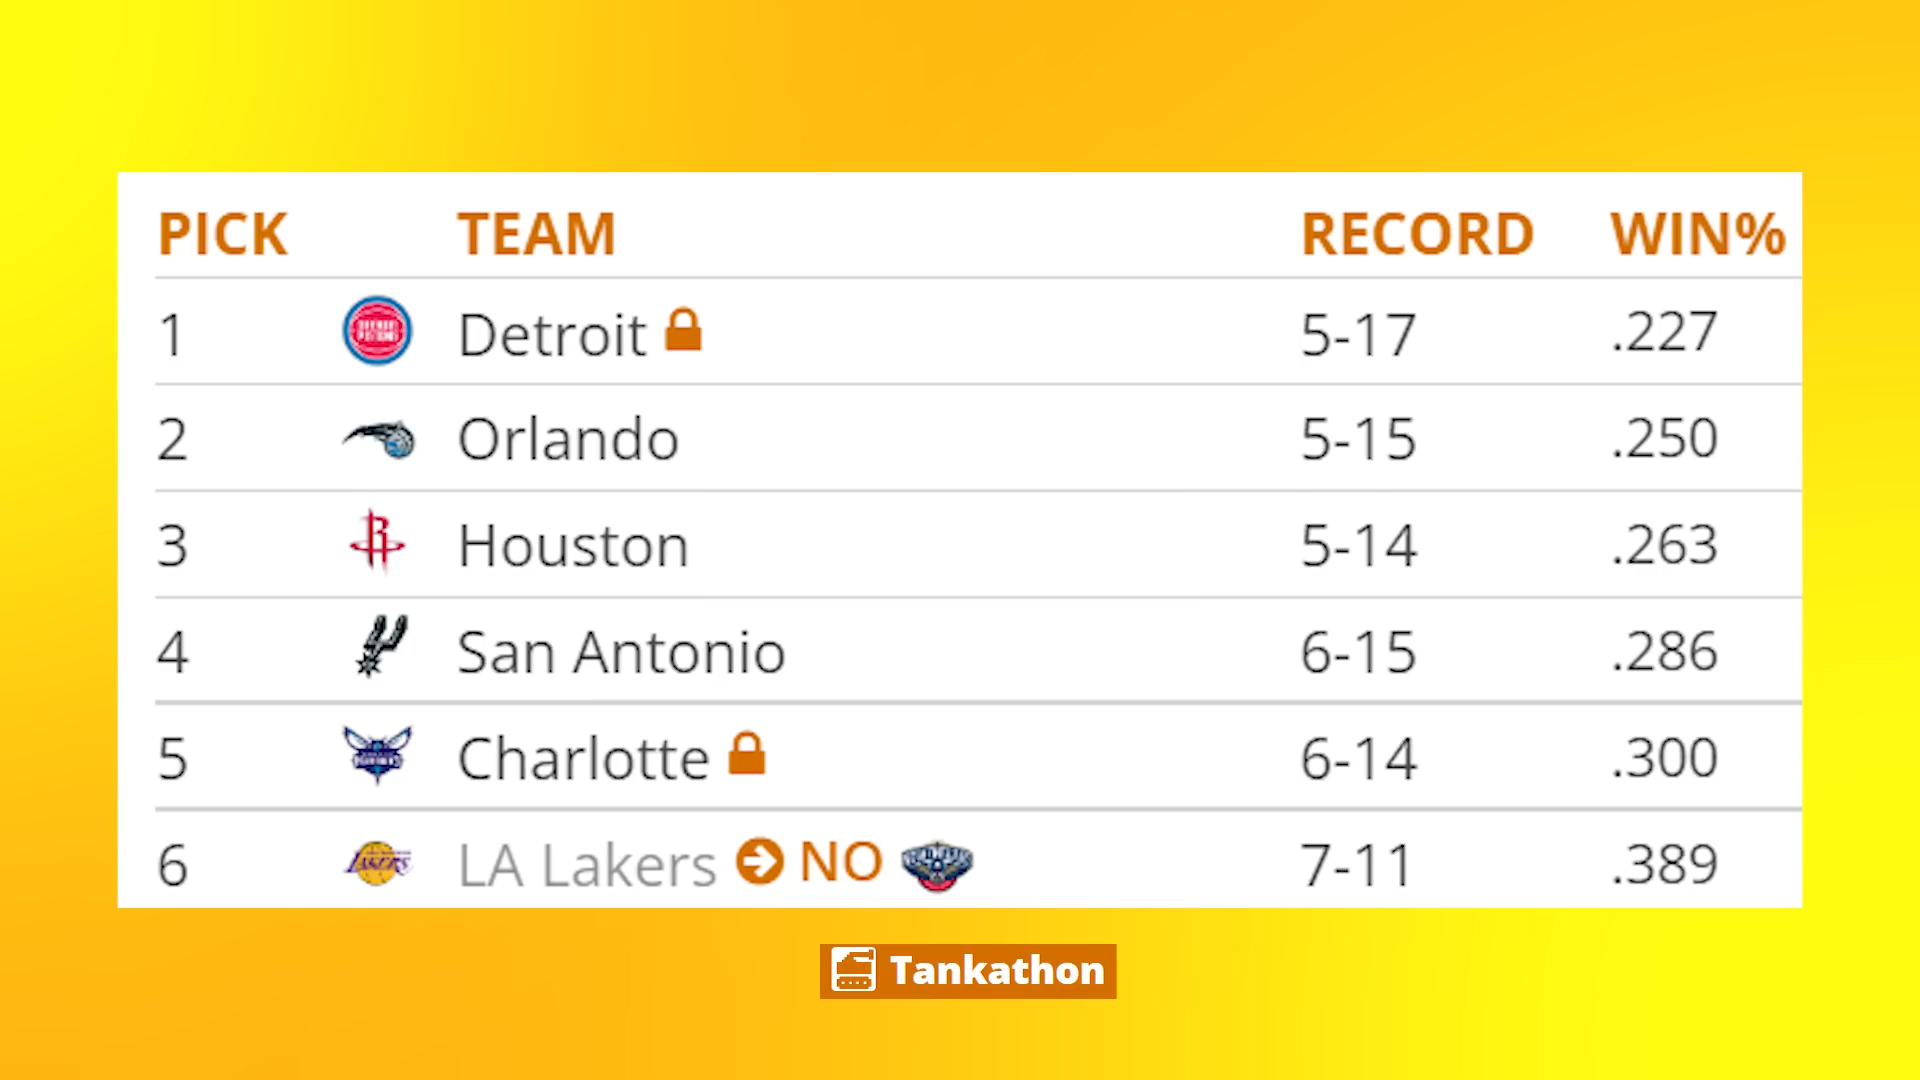 PICK TEAM RECORD WIN%
1 Detroit 5-17 .227
2 Orlando 5-15 .250
3 Houston 5-14 .263
4 San Antonio 6-15 .286
5 Charlotte 6-14 .300
6 LAKERS LA Lakers NO 7-11 .389
Tankathon